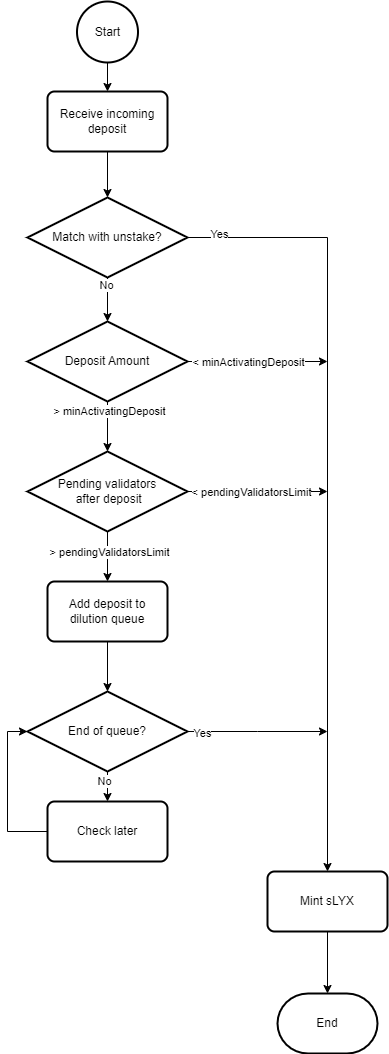 Start
Receive incoming
deposit
Match with unstake?
Yes
No
Deposit Amount
< minActivatingDeposit
> minActivatingDeposit
Pending validators
after deposit
< pendingValidatorsLimit
> pendingValidatorsLimit
Add deposit to
dilution queue
End of queue?
Yes
No
Check later
Mint sLYX
End